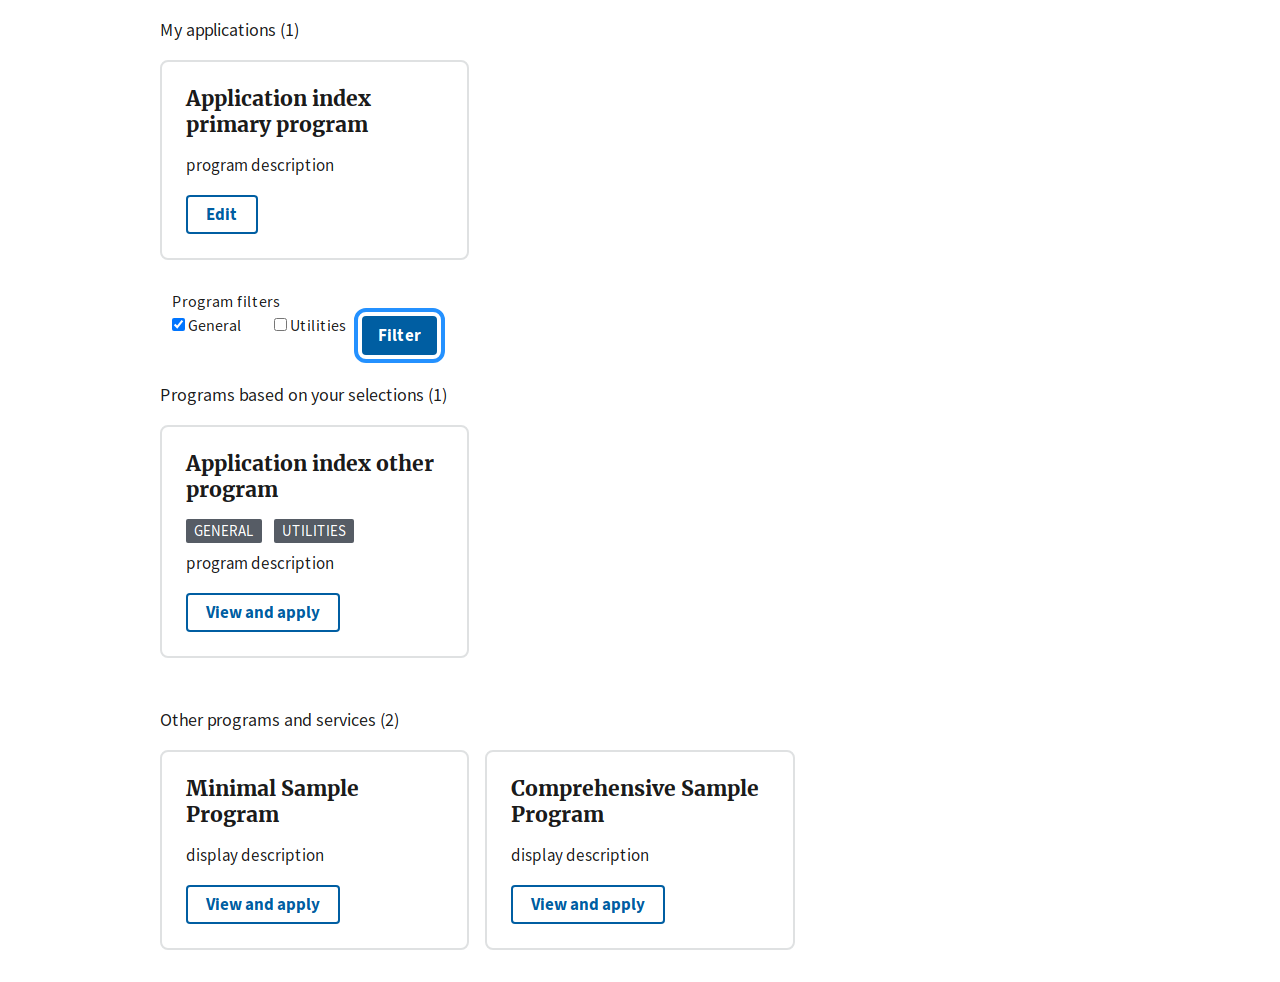 My applications (1)
Application index
primary program
program description
Edit
Program filters
General Utilities
Filter
Programs based on your selections (1)
Application index other
program
GENERAL UTILITIES
program description
View and apply
Other programs and services (2)
Minimal Sample
Program
display description
View and apply
Comprehensive Sample
Program
display description
View and apply